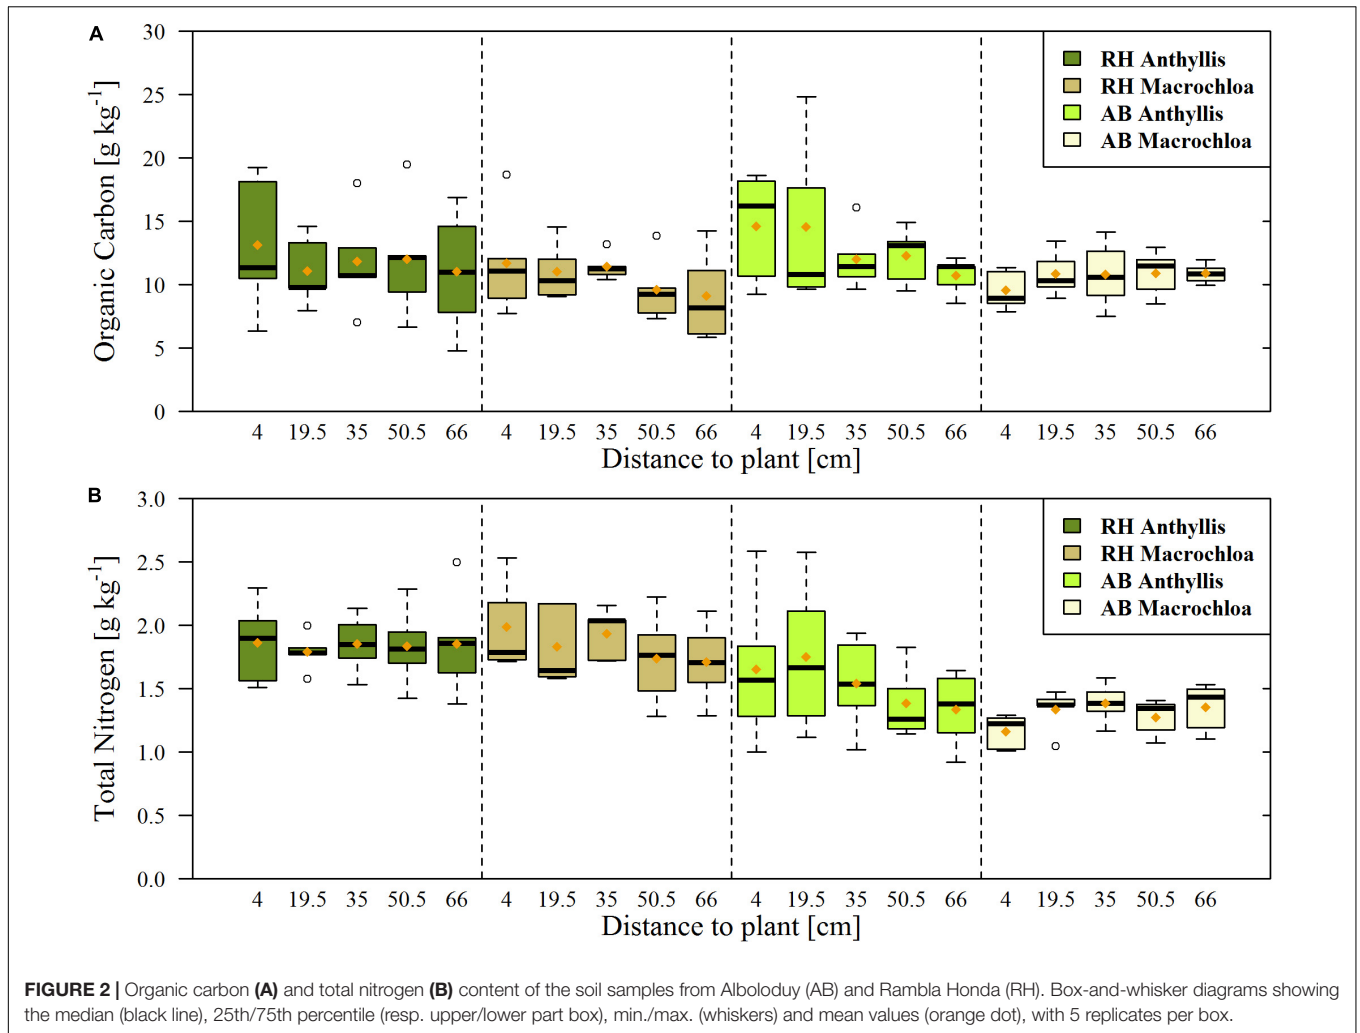 A
30
25
20
15
10
5
0
Organic Carbon [g kg⁻¹]
RH Anthyllis
RH Macrochloa
AB Anthyllis
AB Macrochloa
4 19.5 35 50.5 66 4 19.5 35 50.5 66 4 19.5 35 50.5 66 4 19.5 35 50.5 66
Distance to plant [cm]
B
3.0
2.5
2.0
1.5
1.0
0.5
0.0
Total Nitrogen [g kg⁻¹]
RH Anthyllis
RH Macrochloa
AB Anthyllis
AB Macrochloa
4 19.5 35 50.5 66 4 19.5 35 50.5 66 4 19.5 35 50.5 66 4 19.5 35 50.5 66
Distance to plant [cm]
FIGURE 2 | Organic carbon (A) and total nitrogen (B) content of the soil samples from Alboloduy (AB) and Rambla Honda (RH). Box-and-whisker diagrams showing
the median (black line), 25th/75th percentile (resp. upper/lower part box), min./max. (whiskers) and mean values (orange dot), with 5 replicates per box.